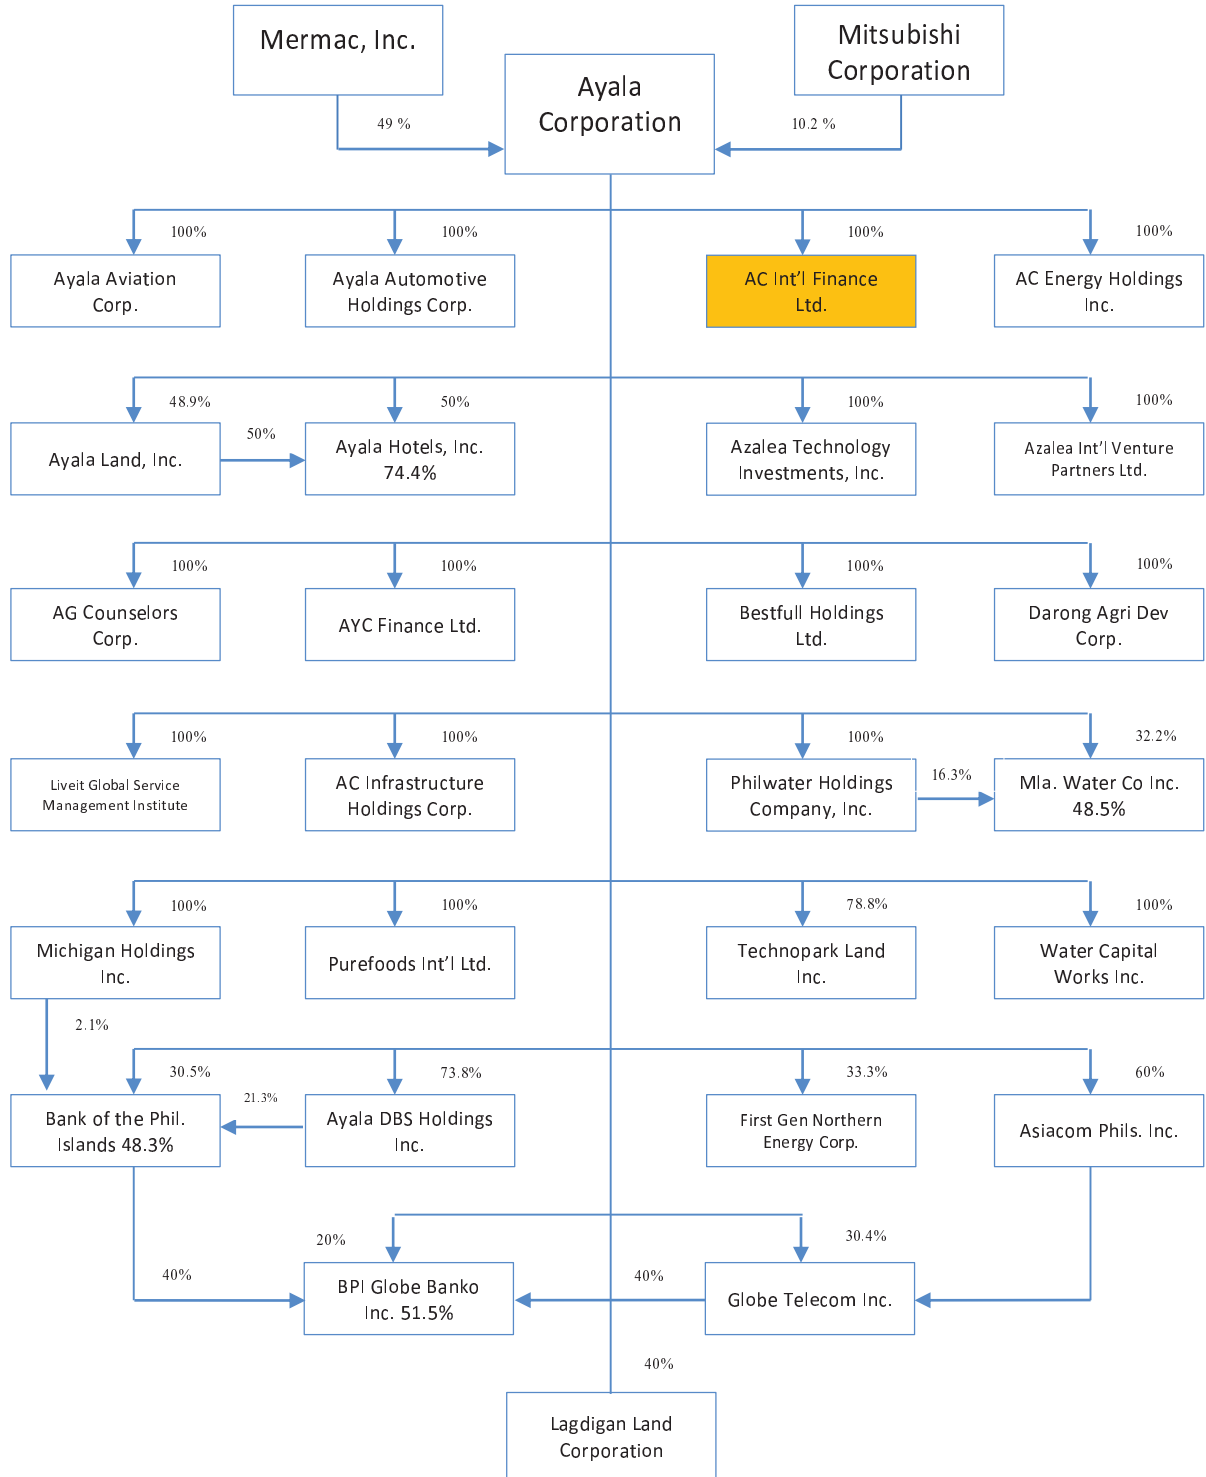 Mermac, Inc.
Mitsubishi
Corporation
Ayala
Corporation
49 %
10.2 %
100%
100%
100%
100%
Ayala Aviation
Corp.
Ayala Automotive
Holdings Corp.
AC Int’l Finance
Ltd.
AC Energy Holdings
Inc.
48.9%
50%
100%
100%
Ayala Land, Inc.
50%
Ayala Hotels, Inc.
74.4%
Azalea Technology
Investments, Inc.
Azalea Int’l Venture
Partners Ltd.
100%
100%
100%
100%
AG Counselors
Corp.
AYC Finance Ltd.
Bestfull Holdings
Ltd.
Darong Agri Dev
Corp.
100%
100%
100%
32.2%
Liveit Global Service
Management Institute
AC Infrastructure
Holdings Corp.
Philwater Holdings
Company, Inc.
16.3%
Mla. Water Co Inc.
48.5%
100%
100%
78.8%
100%
Michigan Holdings
Inc.
Purefoods Int’l Ltd.
Technopark Land
Inc.
Water Capital
Works Inc.
2.1%
30.5%
73.8%
33.3%
60%
Bank of the Phil.
Islands 48.3%
21.3%
Ayala DBS Holdings
Inc.
First Gen Northern
Energy Corp.
Asiacom Phils. Inc.
20%
30.4%
40%
BPI Globe Banko
Inc. 51.5%
40%
Globe Telecom Inc.
40%
Lagdigan Land
Corporation